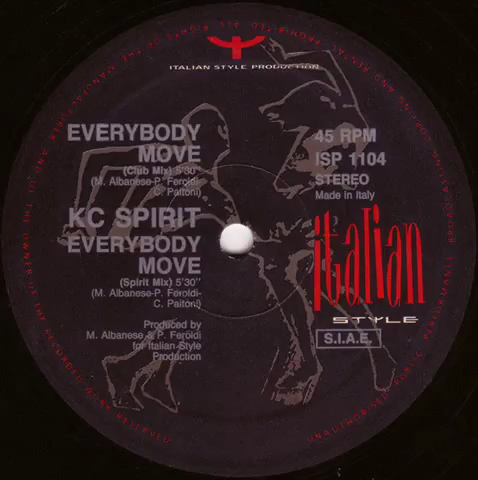 ITALIAN STYLE PRODUCTION
EVERYBODY
MOVE
(Club Mix) 5'30"
(M. Albanese-P. Feroldi-
C. Paitoni)
KC SPIRIT
EVERYBODY
MOVE
(Spirit Mix) 5'30"
(M. Albanese-P. Feroldi-
C. Paitoni)
Produced by
M. Albanese & P. Feroldi
for Italian Style
Production
45 RPM
ISP 1104
STEREO
Made in Italy
italian
STYLE
S.I.A.E.